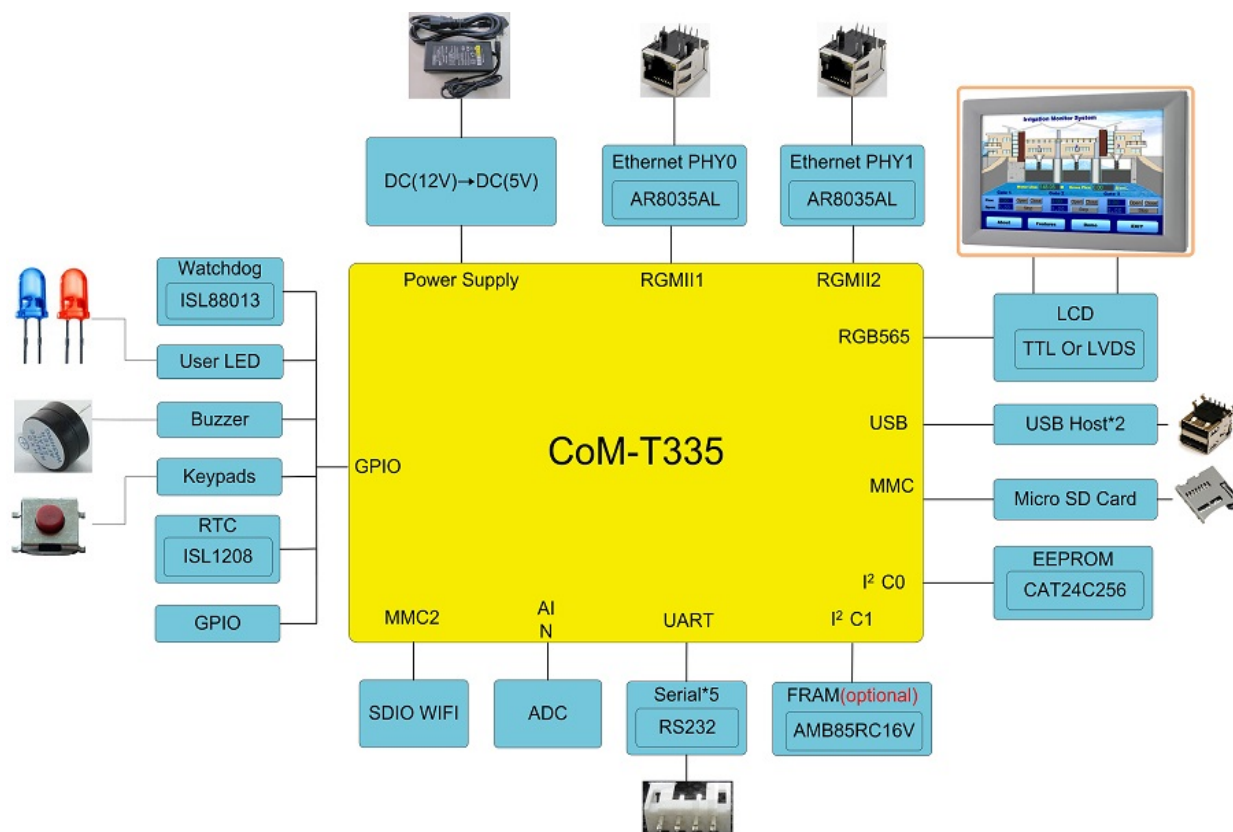 DC(12V)→DC(5V)
Ethernet PHY0
AR8035AL
Ethernet PHY1
AR8035AL
Irrigation Monitor System
Power Supply
RGMII1
RGMII2
Watchdog
ISL88013
User LED
Buzzer
Keypads
RTC
ISL1208
GPIO
GPIO
CoM-T335
RGB565
LCD
TTL Or LVDS
USB
USB Host*2
MMC
Micro SD Card
I² C0
EEPROM
CAT24C256
MMC2
AI
N
UART
I² C1
SDIO WIFI
ADC
Serial*5
RS232
FRAM(optional)
AMB85RC16V